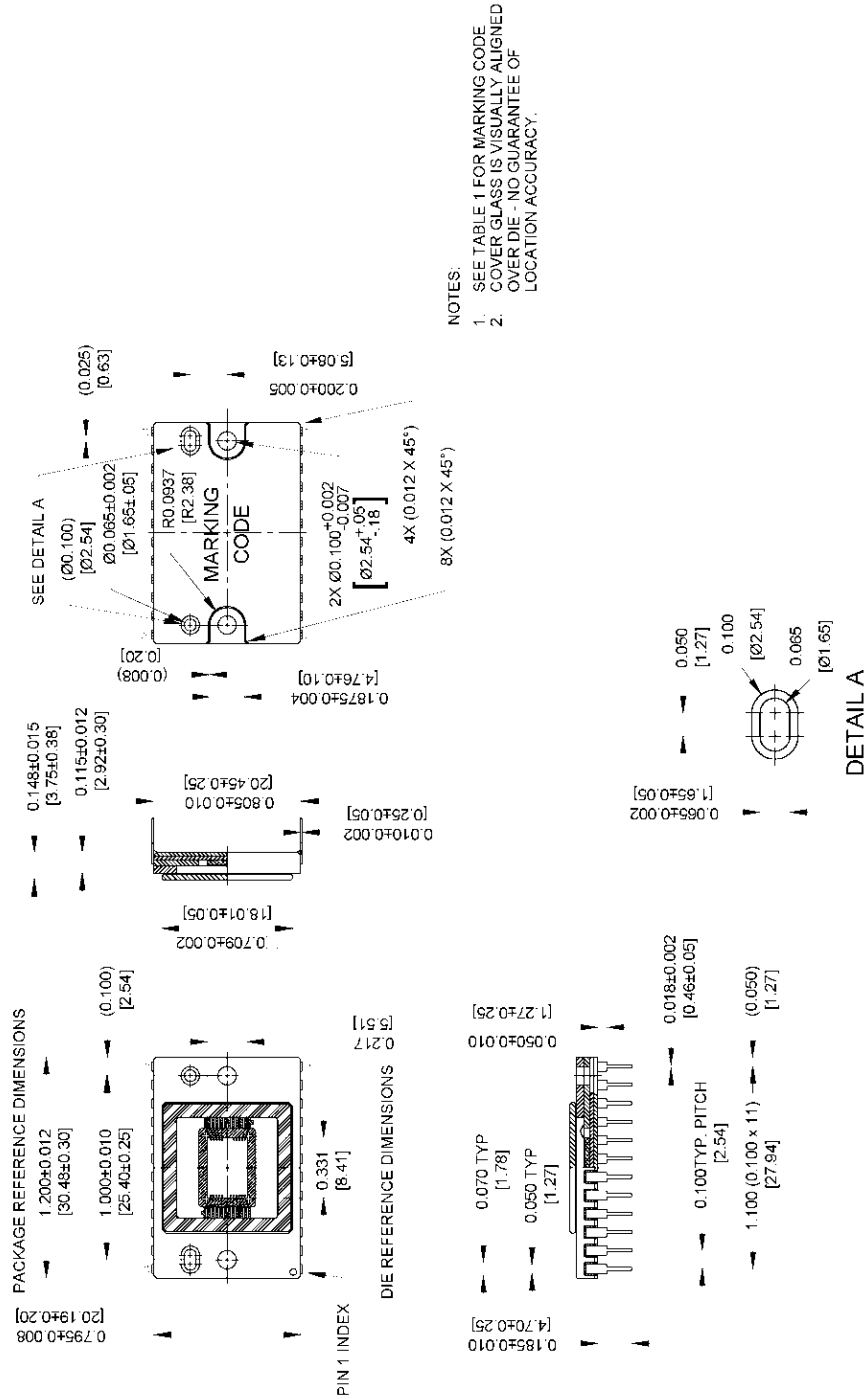 PACKAGE REFERENCE DIMENSIONS
1.200±0.012
[30.48±0.30]
1.000±0.010
[25.40±0.25]
(0.100)
[2.54]
0.795±0.008
[20.19±0.20]
PIN 1 INDEX
0.217
[5.51]
0.331
[8.41]
DIE REFERENCE DIMENSIONS
0.148±0.015
[3.75±0.38]
0.115±0.012
[2.92±0.30]
0.709±0.002
[18.01±0.05]
0.805±0.010
[20.45±0.25]
0.010±0.002
[0.25±0.05]
SEE DETAIL A
(Ø0.100)
[Ø2.54]
Ø0.065±0.002
[Ø1.65±.05]
(0.025)
[0.63]
(0.008)
[0.20]
R0.0937
[R2.38]
MARKING
CODE
0.1875±0.004
[4.76±0.10]
0.200±0.005
[5.08±0.13]
2X Ø0.100+0.002
-0.007
[Ø2.54+.05
-.18]
4X (0.012 X 45°)
8X (0.012 X 45°)
NOTES:
1. SEE TABLE 1 FOR MARKING CODE
2. COVER GLASS IS VISUALLY ALIGNED
OVER DIE - NO GUARANTEE OF
LOCATION ACCURACY.
0.070 TYP
[1.78]
0.050 TYP
[1.27]
0.185±0.010
[4.70±0.25]
0.050±0.010
[1.27±0.25]
0.018±0.002
[0.46±0.05]
0.100TYP. PITCH
[2.54]
1.100 (0.100 x 11)
[27.94]
(0.050)
[1.27]
0.050
[1.27]
0.100
[Ø2.54]
0.065
[Ø1.65]
0.065±0.002
[1.65±0.05]
DETAIL A